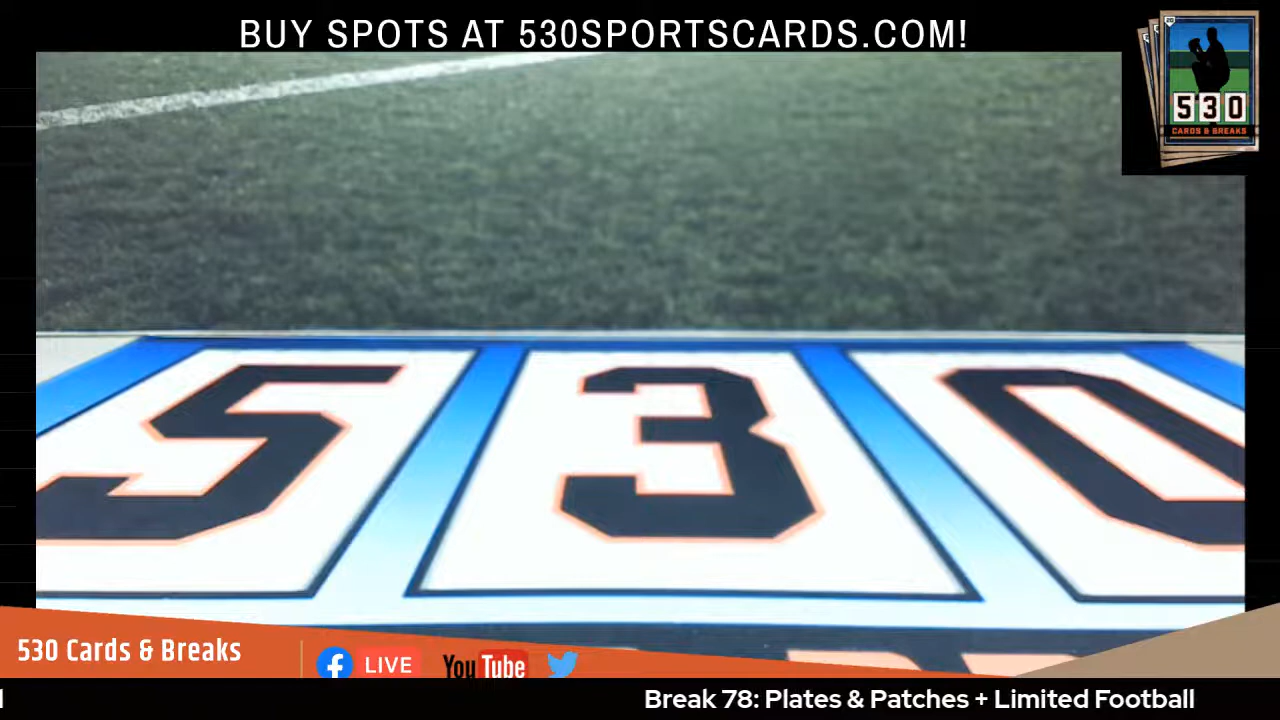 BUY SPOTS AT 530SPORTSCARDS.COM!
530
CARDS & BREAKS
530
530 Cards & Breaks
LIVE
YouTube
Break 78: Plates & Patches + Limited Football